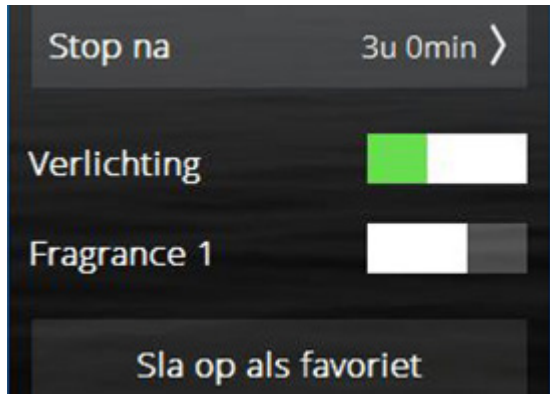 Stop na 3u 0min
Verlichting
Fragrance 1
Sla op als favoriet